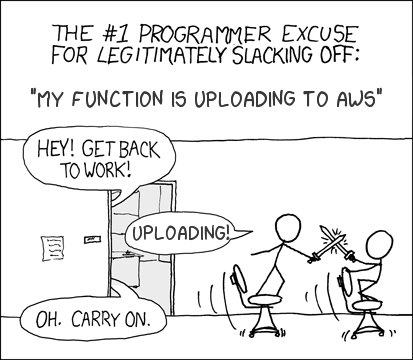 THE #1 PROGRAMMER EXCUSE
FOR LEGITIMATELY SLACKING OFF:
"MY FUNCTION IS UPLOADING TO AWS"
HEY! GET BACK
TO WORK!
UPLOADING!
OH. CARRY ON.